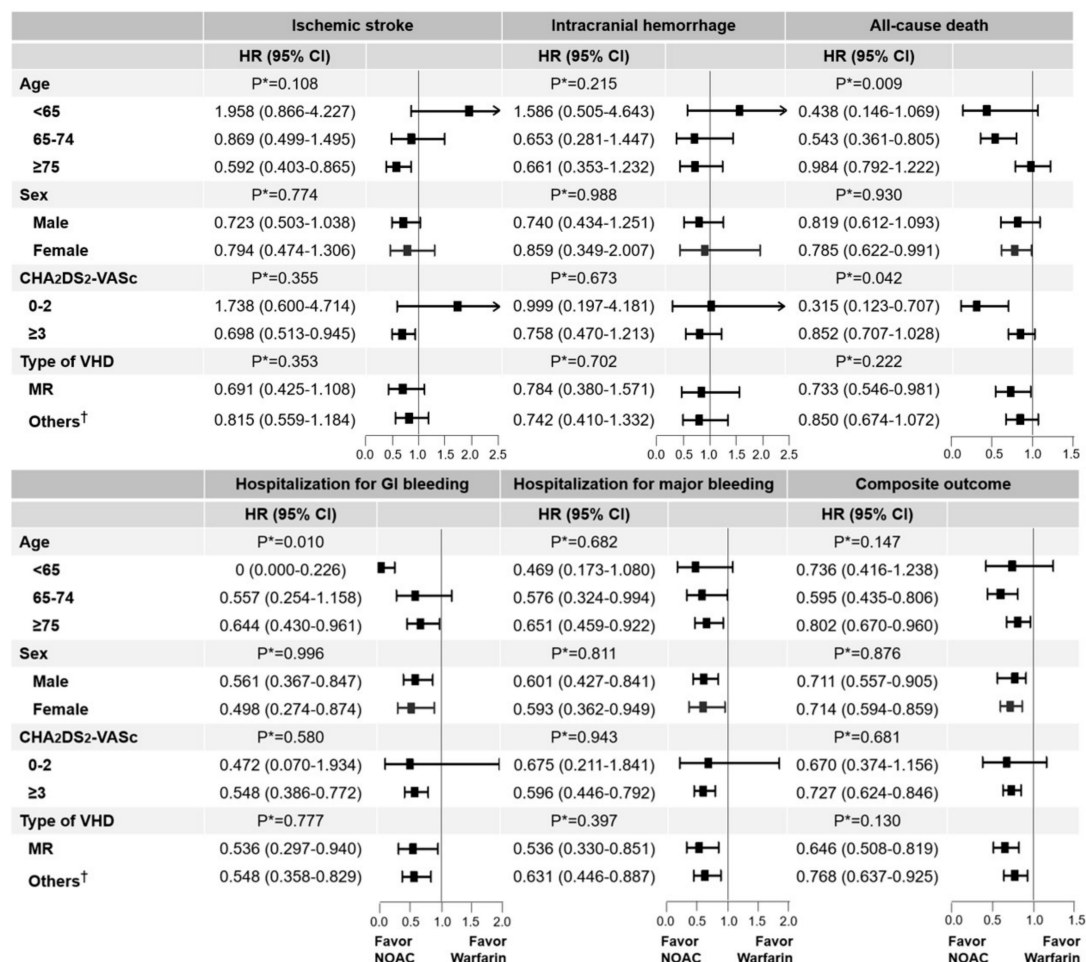 Ischemic stroke Intracranial hemorrhage All-cause death
HR (95% CI) HR (95% CI) HR (95% CI)
Age P*=0.108 P*=0.215 P*=0.009
<65 1.958 (0.866-4.227) 1.586 (0.505-4.643) 0.438 (0.146-1.069)
65-74 0.869 (0.499-1.495) 0.653 (0.281-1.447) 0.543 (0.361-0.805)
≥75 0.592 (0.403-0.865) 0.661 (0.353-1.232) 0.984 (0.792-1.222)
Sex P*=0.774 P*=0.988 P*=0.930
Male 0.723 (0.503-1.038) 0.740 (0.434-1.251) 0.819 (0.612-1.093)
Female 0.794 (0.474-1.306) 0.859 (0.349-2.007) 0.785 (0.622-0.991)
CHA2DS2-VASc P*=0.355 P*=0.673 P*=0.042
0-2 1.738 (0.600-4.714) 0.999 (0.197-4.181) 0.315 (0.123-0.707)
≥3 0.698 (0.513-0.945) 0.758 (0.470-1.213) 0.852 (0.707-1.028)
Type of VHD P*=0.353 P*=0.702 P*=0.222
MR 0.691 (0.425-1.108) 0.784 (0.380-1.571) 0.733 (0.546-0.981)
Others† 0.815 (0.559-1.184) 0.742 (0.410-1.332) 0.850 (0.674-1.072)
0.0 0.5 1.0 1.5 2.0 2.5 0.0 0.5 1.0 1.5 2.0 2.5 0.0 0.5 1.0 1.5
Hospitalization for GI bleeding Hospitalization for major bleeding Composite outcome
HR (95% CI) HR (95% CI) HR (95% CI)
Age P*=0.010 P*=0.682 P*=0.147
<65 0 (0.000-0.226) 0.469 (0.173-1.080) 0.736 (0.416-1.238)
65-74 0.557 (0.254-1.158) 0.576 (0.324-0.994) 0.595 (0.435-0.806)
≥75 0.644 (0.430-0.961) 0.651 (0.459-0.922) 0.802 (0.670-0.960)
Sex P*=0.996 P*=0.811 P*=0.876
Male 0.561 (0.367-0.847) 0.601 (0.427-0.841) 0.711 (0.557-0.905)
Female 0.498 (0.274-0.874) 0.593 (0.362-0.949) 0.714 (0.594-0.859)
CHA2DS2-VASc P*=0.580 P*=0.943 P*=0.681
0-2 0.472 (0.070-1.934) 0.675 (0.211-1.841) 0.670 (0.374-1.156)
≥3 0.548 (0.386-0.772) 0.596 (0.446-0.792) 0.727 (0.624-0.846)
Type of VHD P*=0.777 P*=0.397 P*=0.130
MR 0.536 (0.297-0.940) 0.536 (0.330-0.851) 0.646 (0.508-0.819)
Others† 0.548 (0.358-0.829) 0.631 (0.446-0.887) 0.768 (0.637-0.925)
0.0 0.5 1.0 1.5 2.0 0.0 0.5 1.0 1.5 2.0 0.0 0.5 1.0 1.5
Favor Favor Favor Favor Favor Favor
NOAC Warfarin NOAC Warfarin NOAC Warfarin